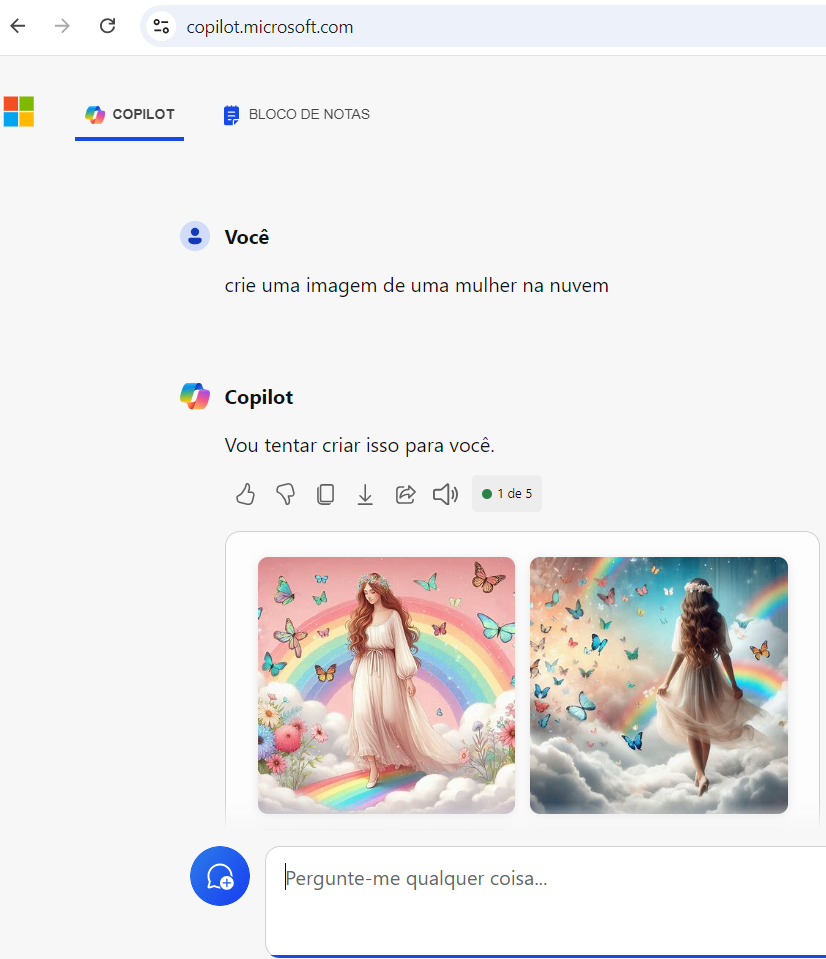 copilot.microsoft.com
COPILOT
BLOCO DE NOTAS
Você
crie uma imagem de uma mulher na nuvem
Copilot
Vou tentar criar isso para você.
1 de 5
Pergunte-me qualquer coisa...